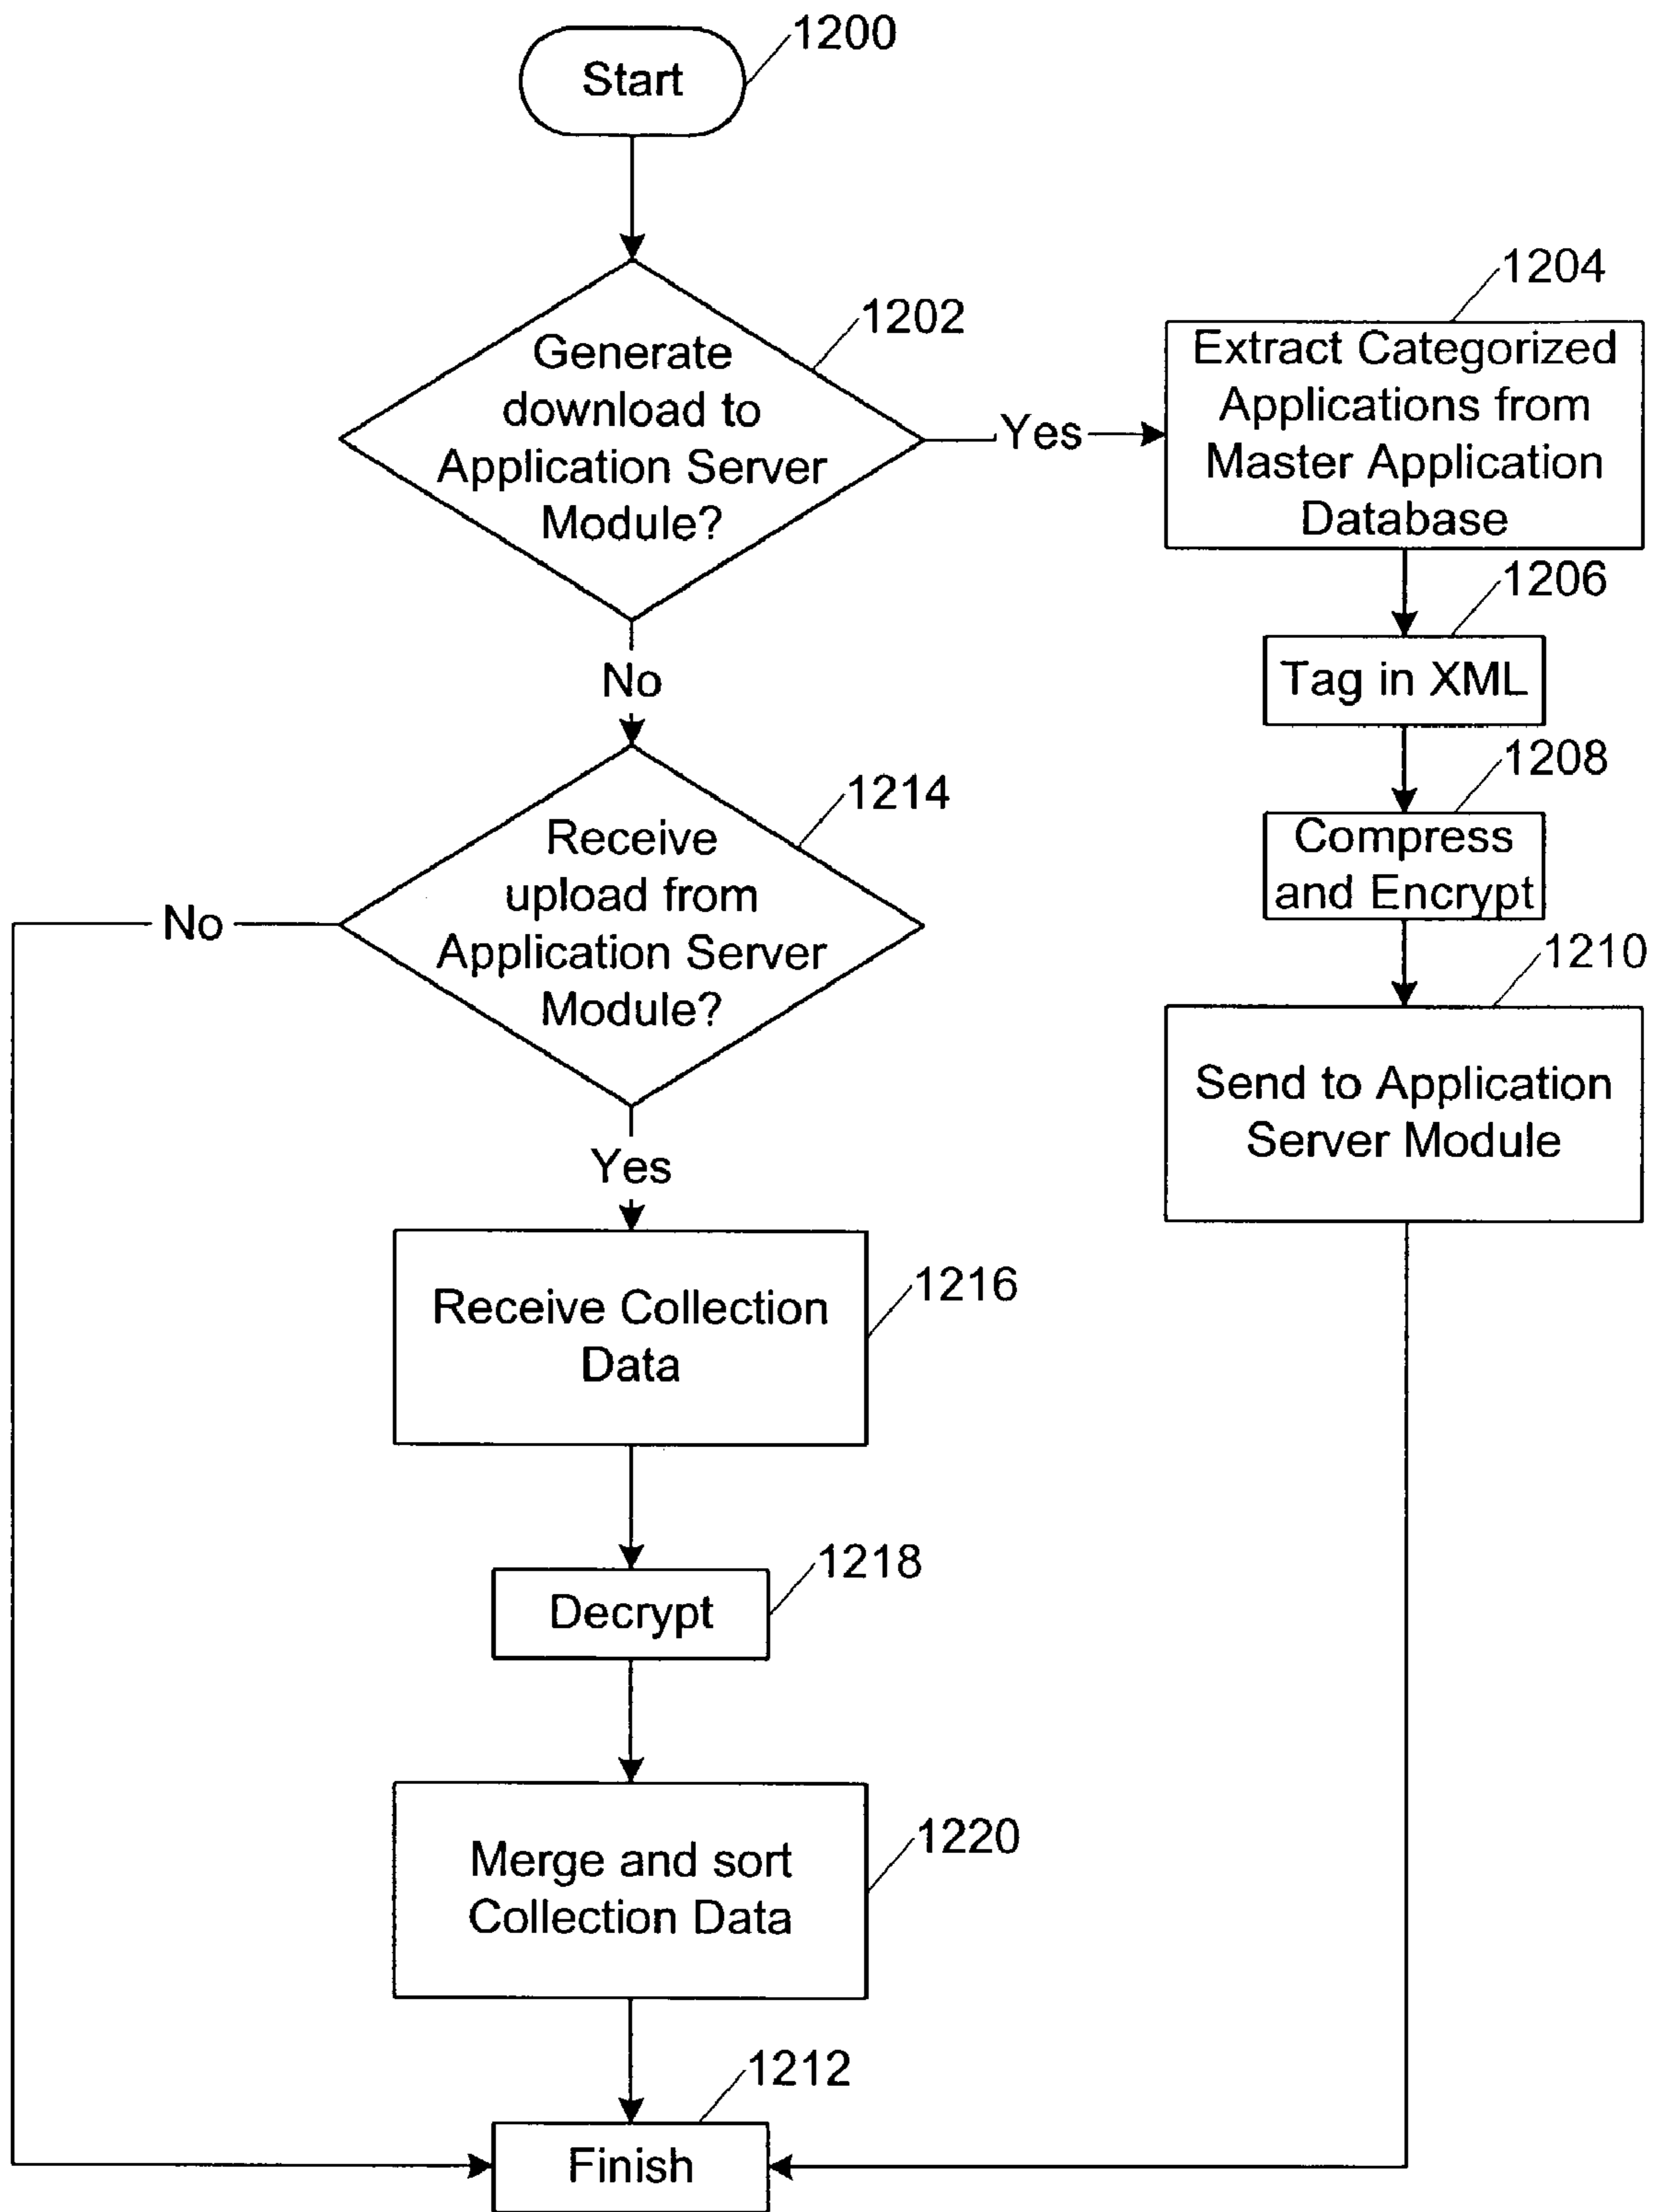 1200
Start
1202
Generate
download to
Application Server
Module?
Yes
1204
Extract Categorized
Applications from
Master Application
Database
1206
Tag in XML
1208
Compress
and Encrypt
1210
Send to Application
Server Module
No
1214
Receive
upload from
Application Server
Module?
No
Yes
1216
Receive Collection
Data
1218
Decrypt
1220
Merge and sort
Collection Data
1212
Finish